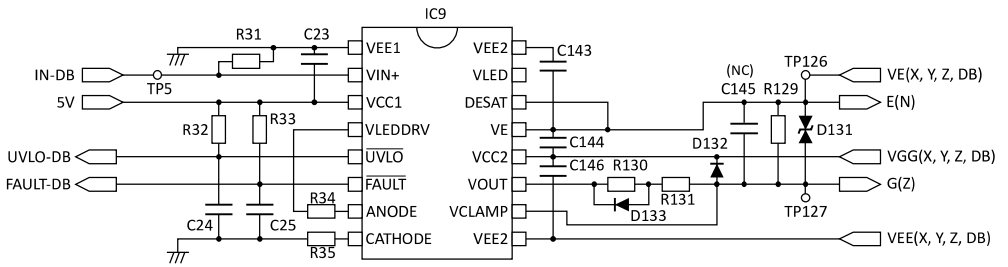 IC9
R31
C23
VEE1
VEE2
C143
IN-DB
TP5
VIN+
VLED
TP126
VE(X, Y, Z, DB)
(NC)
C145
R129
5V
VCC1
DESAT
E(N)
R32
R33
VLEDDRV
VE
C144
D132
D131
UVLO-DB
UVLO
VCC2
C146
R130
VGG(X, Y, Z, DB)
FAULT-DB
FAULT
VOUT
R131
G(Z)
R34
ANODE
VCLAMP
D133
TP127
C24
C25
R35
CATHODE
VEE2
VEE(X, Y, Z, DB)